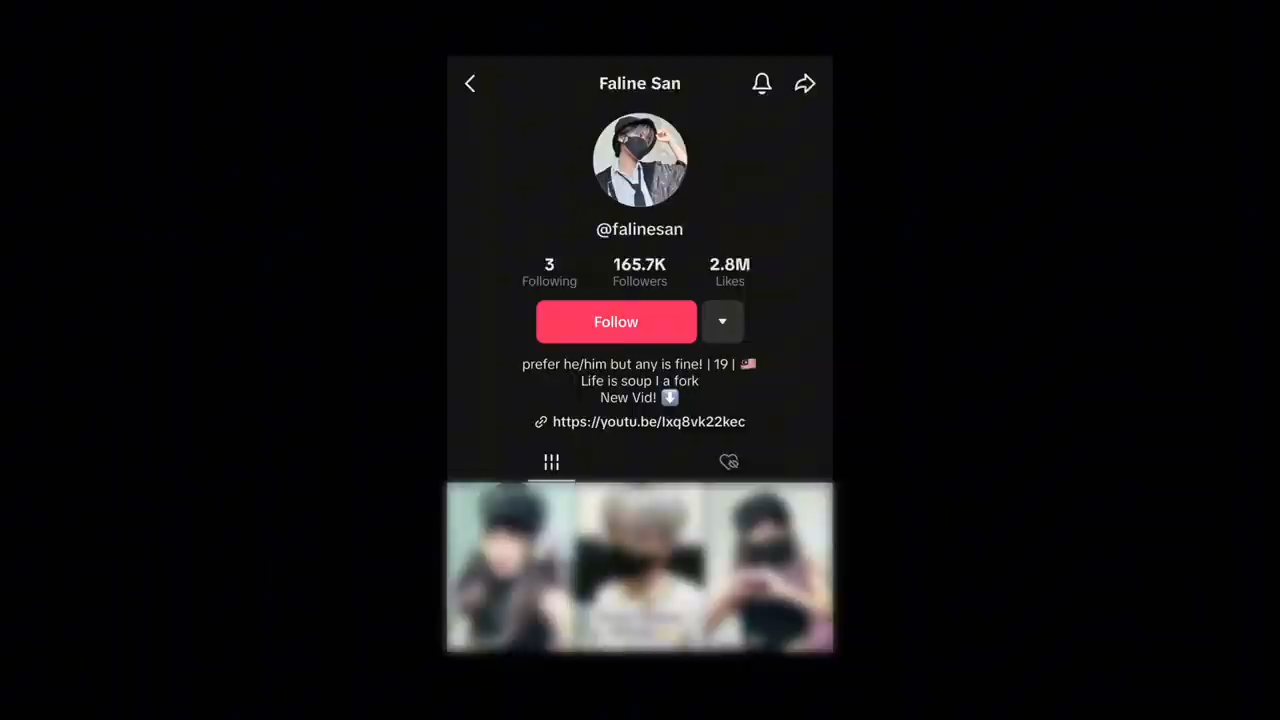 Faline San
@falinesan
3 165.7K 2.8M
Following Followers Likes
Follow
prefer he/him but any is fine! | 19 | 🇲🇾
Life is soup I a fork
New Vid! ⬇️
https://youtu.be/Ixq8vk22kec